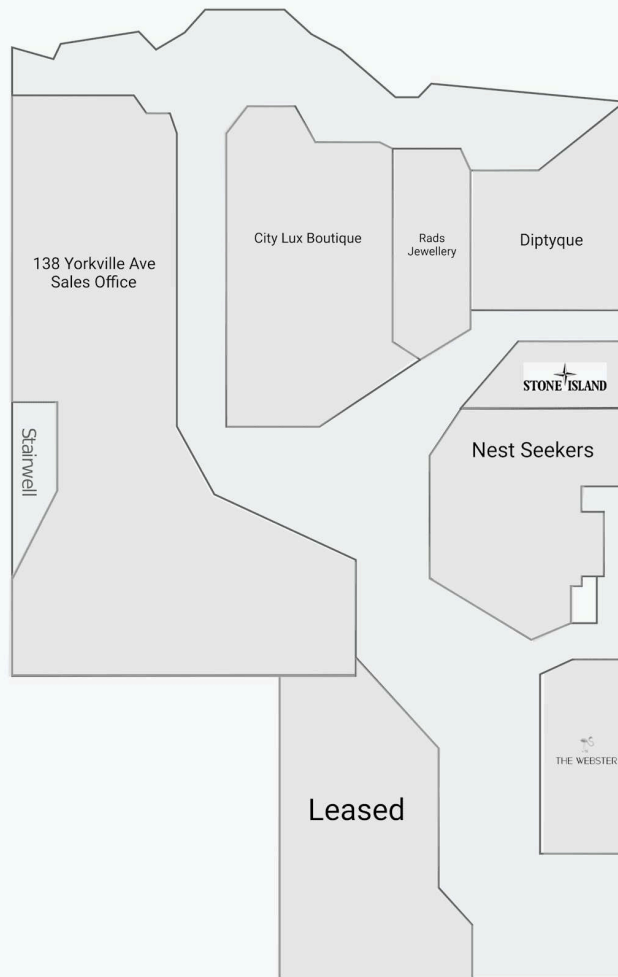 138 Yorkville Ave
Sales Office
City Lux Boutique
Rads
Jewellery
Diptyque
STONE ISLAND
Nest Seekers
Stairwell
THE WEBSTER
Leased